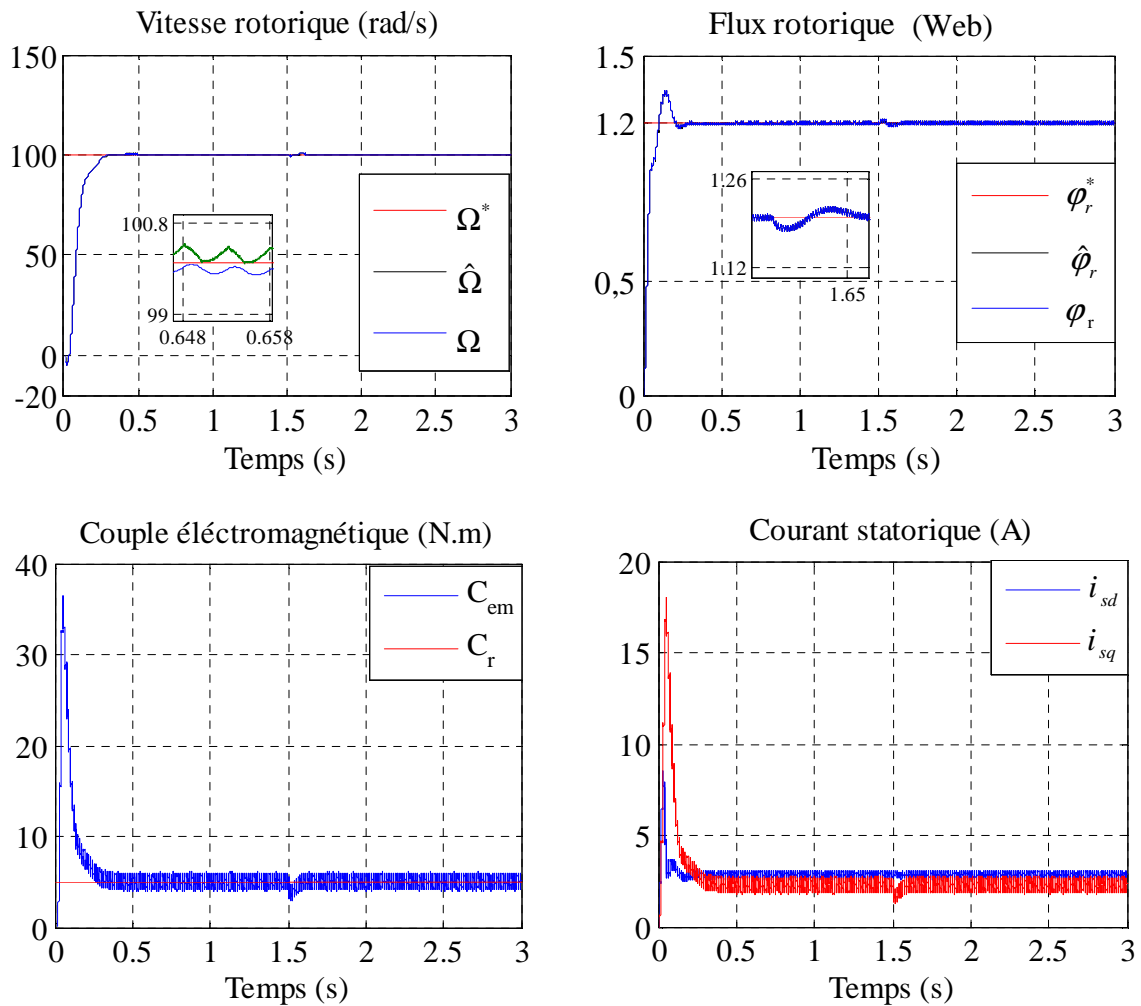 Vitesse rotorique (rad/s)
150
100
50
0
-20
0 0.5 1 1.5 2 2.5 3
Temps (s)
100.8
99
0.648 0.658
Ω*
Ω̂
Ω
Flux rotorique (Web)
1.5
1.2
0,5
0
0 0.5 1 1.5 2 2.5 3
Temps (s)
1.26
1.12
1.65
φr*
φ̂r
φr
Couple éléctromagnétique (N.m)
40
30
20
10
0
0 0.5 1 1.5 2 2.5 3
Temps (s)
Cem
Cr
Courant statorique (A)
20
15
10
5
0
0 0.5 1 1.5 2 2.5 3
Temps (s)
isd
isq